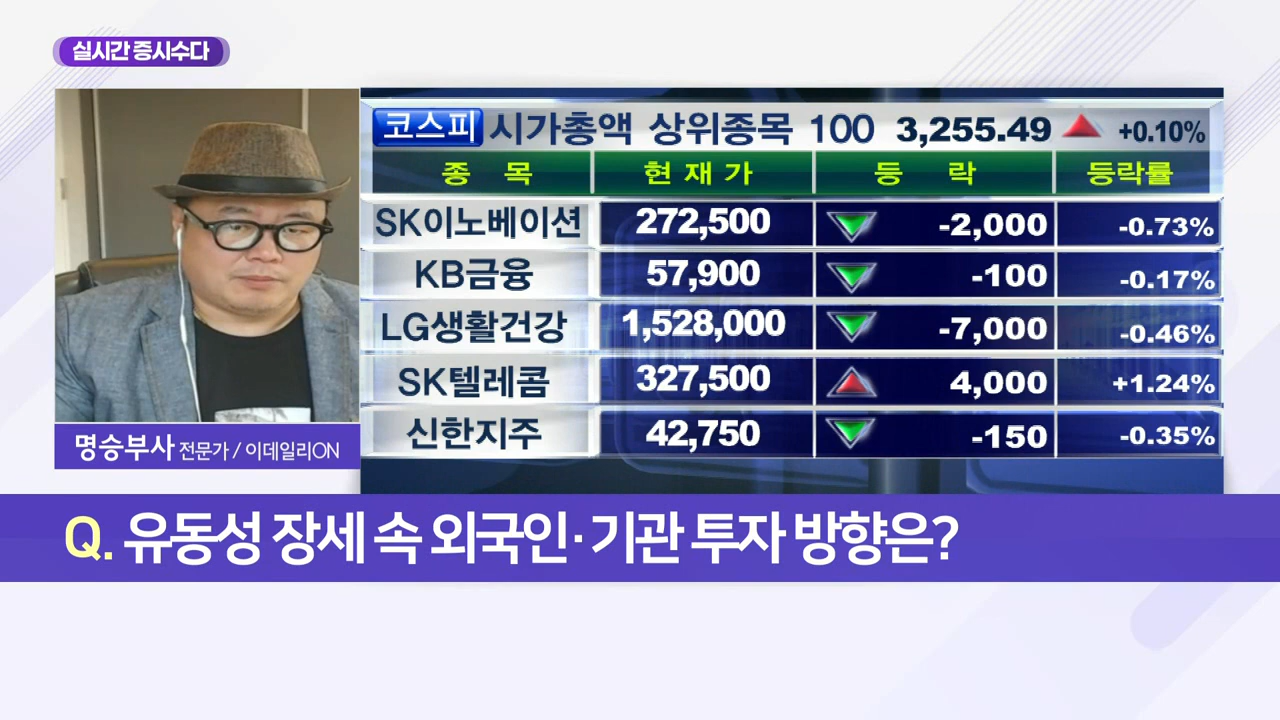 실시간 증시수다
코스피 시가총액 상위종목 100 3,255.49 +0.10%
종 목 현 재 가 등 락 등락률
SK이노베이션 272,500 -2,000 -0.73%
KB금융 57,900 -100 -0.17%
LG생활건강 1,528,000 -7,000 -0.46%
SK텔레콤 327,500 4,000 +1.24%
신한지주 42,750 -150 -0.35%
명승부사 전문가 / 이데일리ON
Q. 유동성 장세 속 외국인·기관 투자 방향은?